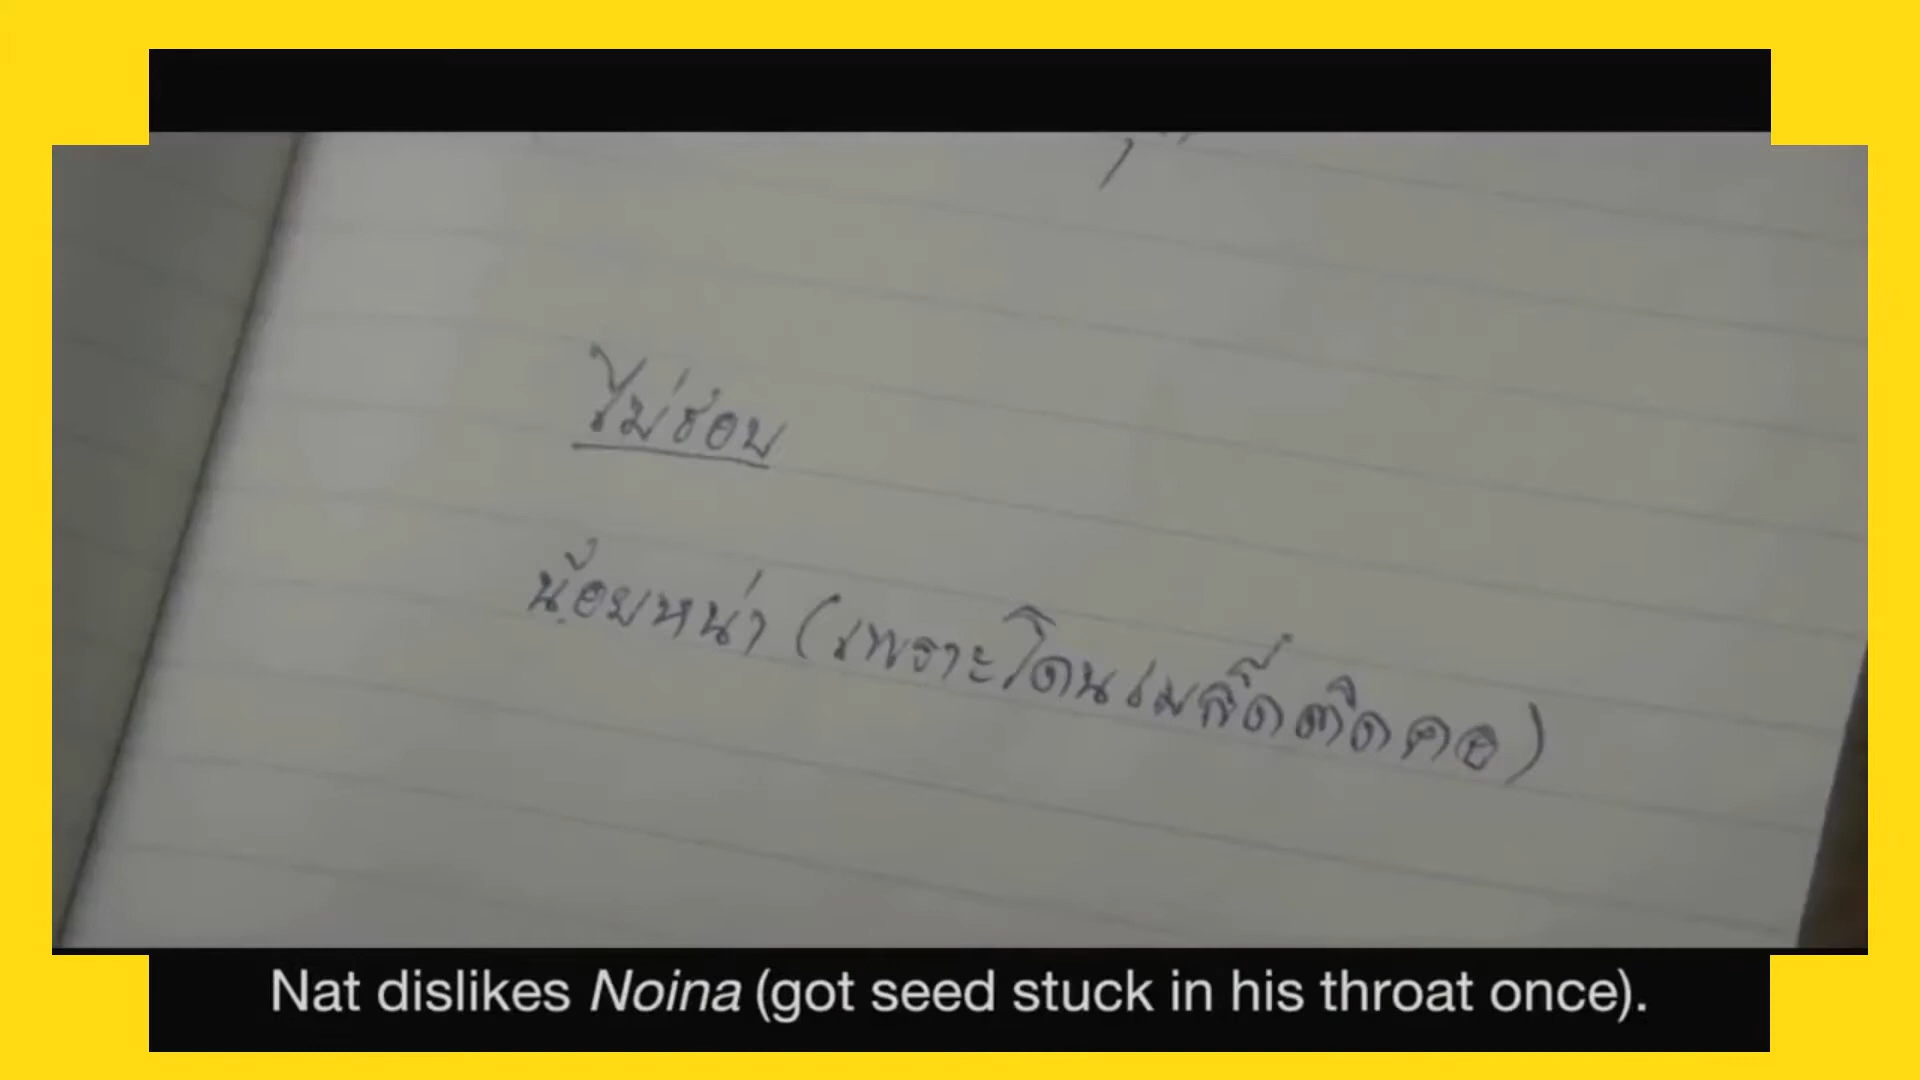 ไม่ชอบ
น้อยหน่า (เพราะโดนเมล็ดติดคอ)
Nat dislikes Noina (got seed stuck in his throat once).